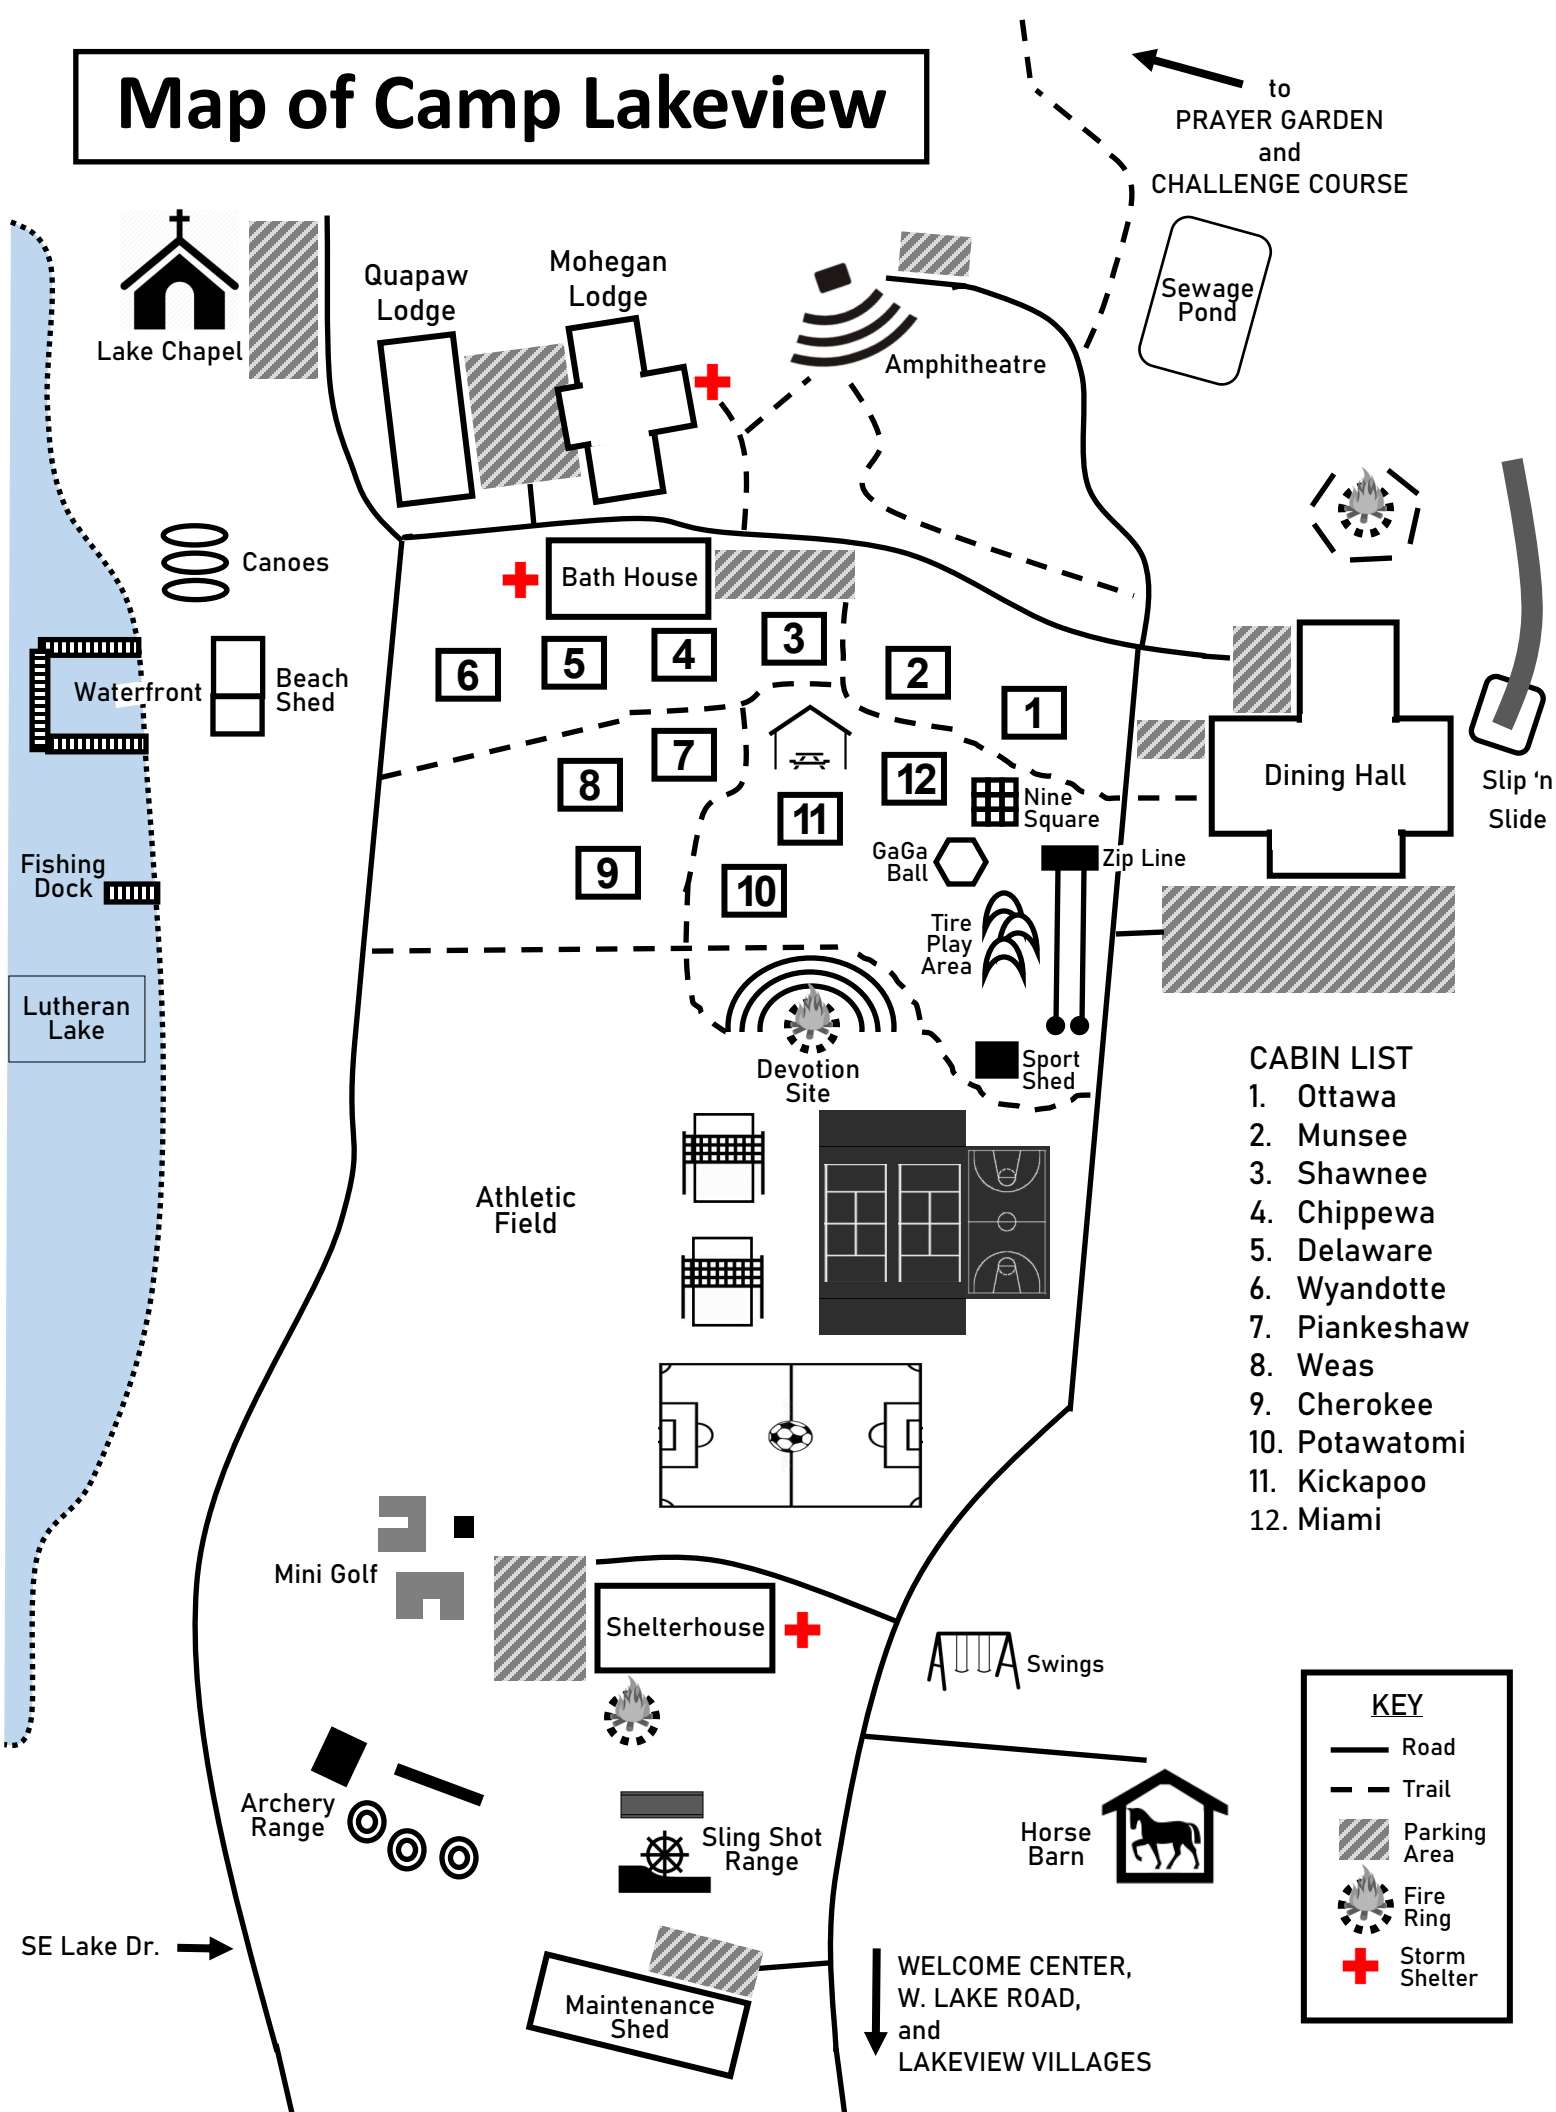 Map of Camp Lakeview
to
PRAYER GARDEN
and
CHALLENGE COURSE
Lake Chapel
Quapaw
Lodge
Mohegan
Lodge
Amphitheatre
Sewage
Pond
Canoes
Bath House
Waterfront
Beach
Shed
6
5
4
3
2
1
7
8
9
10
11
12
Nine
Square
GaGa
Ball
Zip Line
Tire
Play
Area
Dining Hall
Slip ‘n
Slide
Fishing
Dock
Lutheran
Lake
Devotion
Site
Sport
Shed
Athletic
Field
CABIN LIST
1. Ottawa
2. Munsee
3. Shawnee
4. Chippewa
5. Delaware
6. Wyandotte
7. Piankeshaw
8. Weas
9. Cherokee
10. Potawatomi
11. Kickapoo
12. Miami
Mini Golf
Shelterhouse
Swings
Archery
Range
Sling Shot
Range
Horse
Barn
SE Lake Dr.
Maintenance
Shed
WELCOME CENTER,
W. LAKE ROAD,
and
LAKEVIEW VILLAGES
KEY
Road
Trail
Parking
Area
Fire
Ring
Storm
Shelter